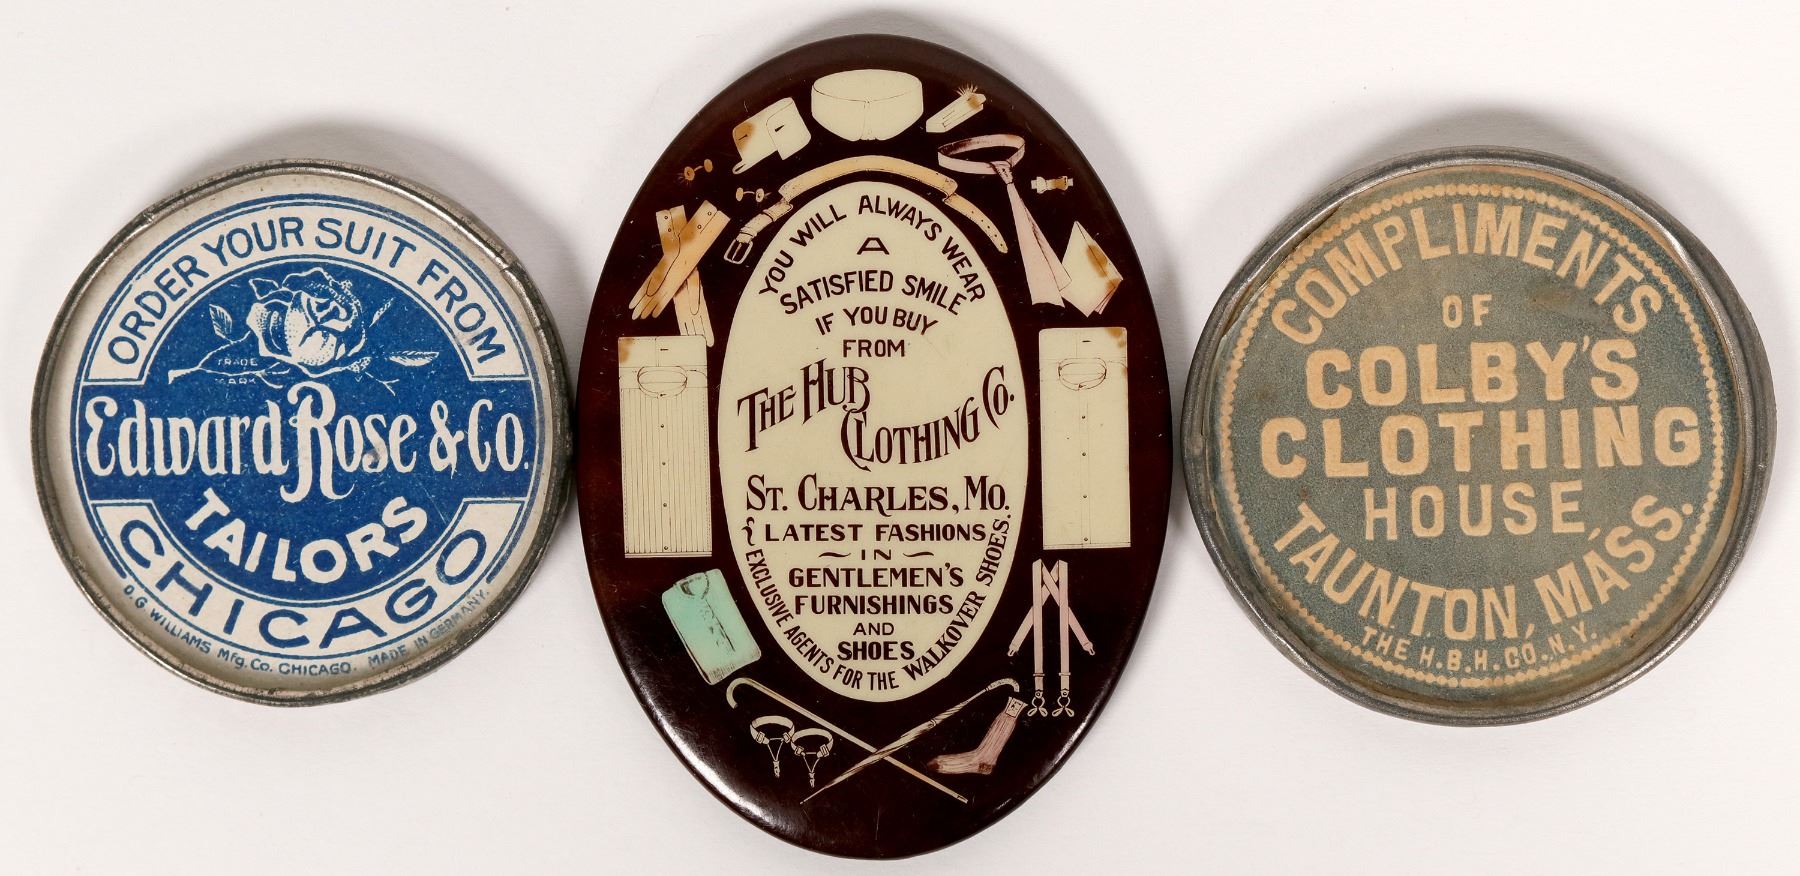 ORDER YOUR SUIT FROM
TRADE
MARK
Edward Rose & Co.
TAILORS
CHICAGO
O.G. WILLIAMS Mfg. Co. CHICAGO. MADE IN GERMANY.
YOU WILL ALWAYS WEAR
A
SATISFIED SMILE
IF YOU BUY
FROM
THE HUB
CLOTHING CO.
ST. CHARLES, MO.
LATEST FASHIONS
IN
GENTLEMEN'S
FURNISHINGS
AND
SHOES
EXCLUSIVE AGENTS FOR THE WALKOVER SHOES.
COMPLIMENTS
OF
COLBY'S
CLOTHING
HOUSE
TAUNTON, MASS.
THE H.B.H. CO. N.Y.